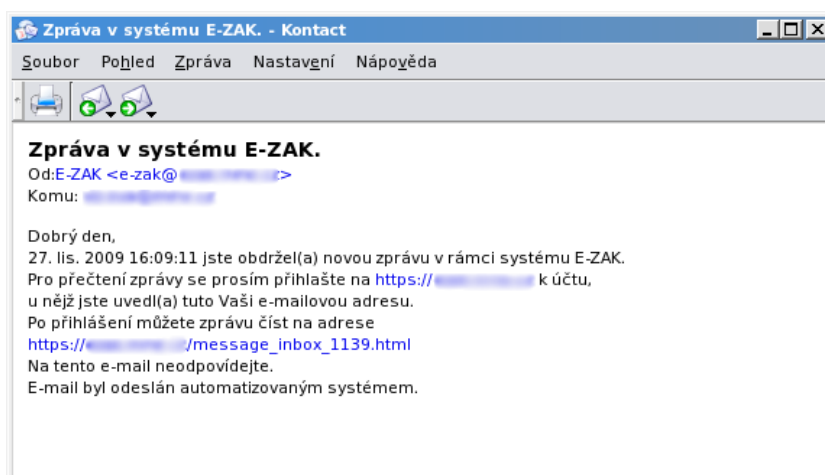 Zpráva v systému E-ZAK. - Kontact
Soubor Pohled Zpráva Nastavení Nápověda
Zpráva v systému E-ZAK.
Od:E-ZAK <e-zak@ >
Komu:
Dobrý den,
27. lis. 2009 16:09:11 jste obdržel(a) novou zprávu v rámci systému E-ZAK.
Pro přečtení zprávy se prosím přihlašte na https:// k účtu,
u nějž jste uvedl(a) tuto Vaši e-mailovou adresu.
Po přihlášení můžete zprávu číst na adrese
https:// /message_inbox_1139.html
Na tento e-mail neodpovídejte.
E-mail byl odeslán automatizovaným systémem.